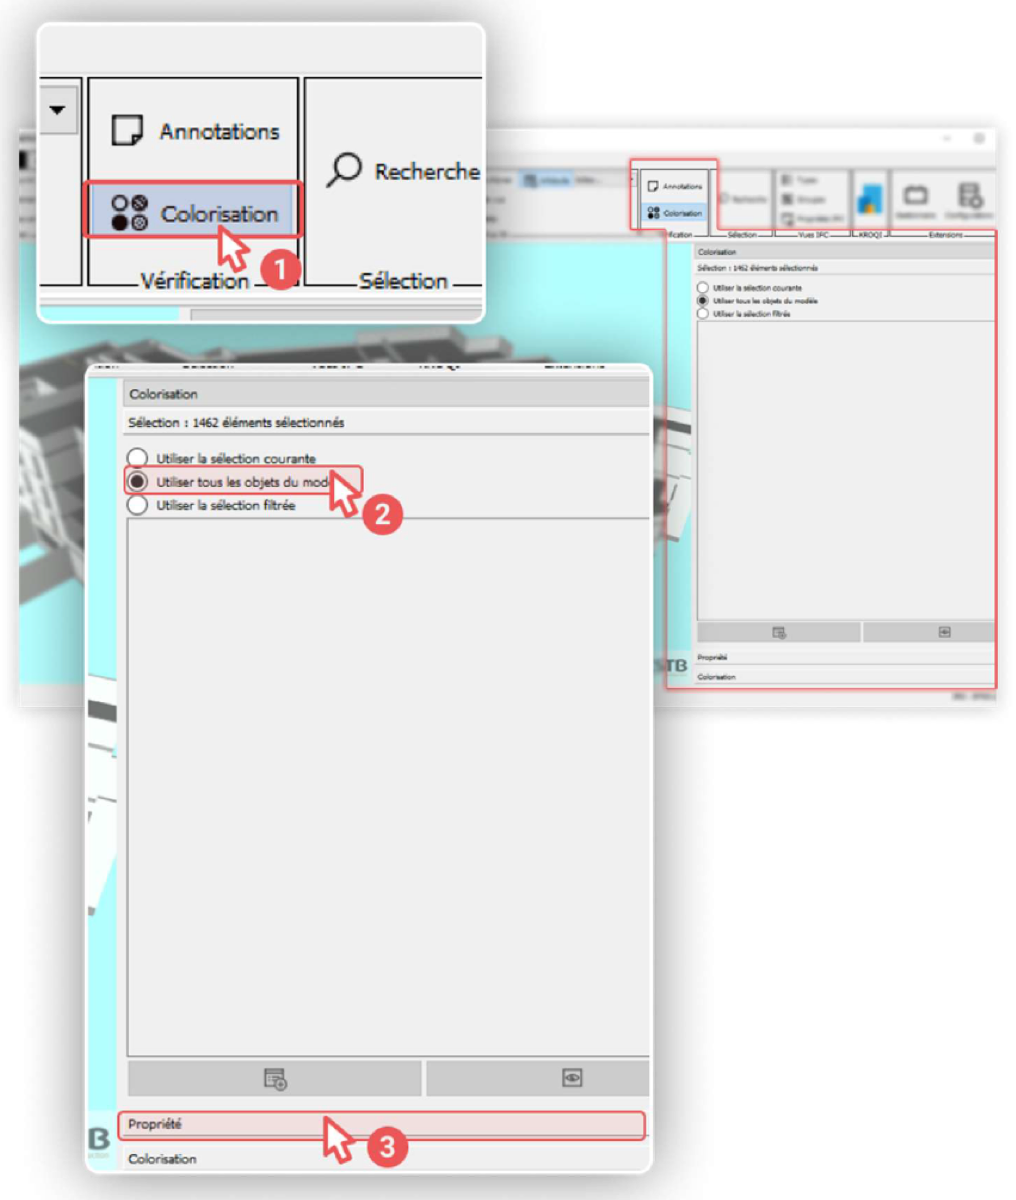 Annotations
Recherche
Colorisation
1
Vérification
Sélection
Annotations
Colorisation
Sélection
Vues IFC
KROQI
Extensions
Colorisation
Sélection : 1462 éléments sélectionnés
Utiliser la sélection courante
Utiliser tous les objets du modèle
Utiliser la sélection filtrée
Propriété
Colorisation
Colorisation
Sélection : 1462 éléments sélectionnés
Utiliser la sélection courante
Utiliser tous les objets du mod
2
Utiliser la sélection filtrée
Propriété
3
Colorisation
STB
B